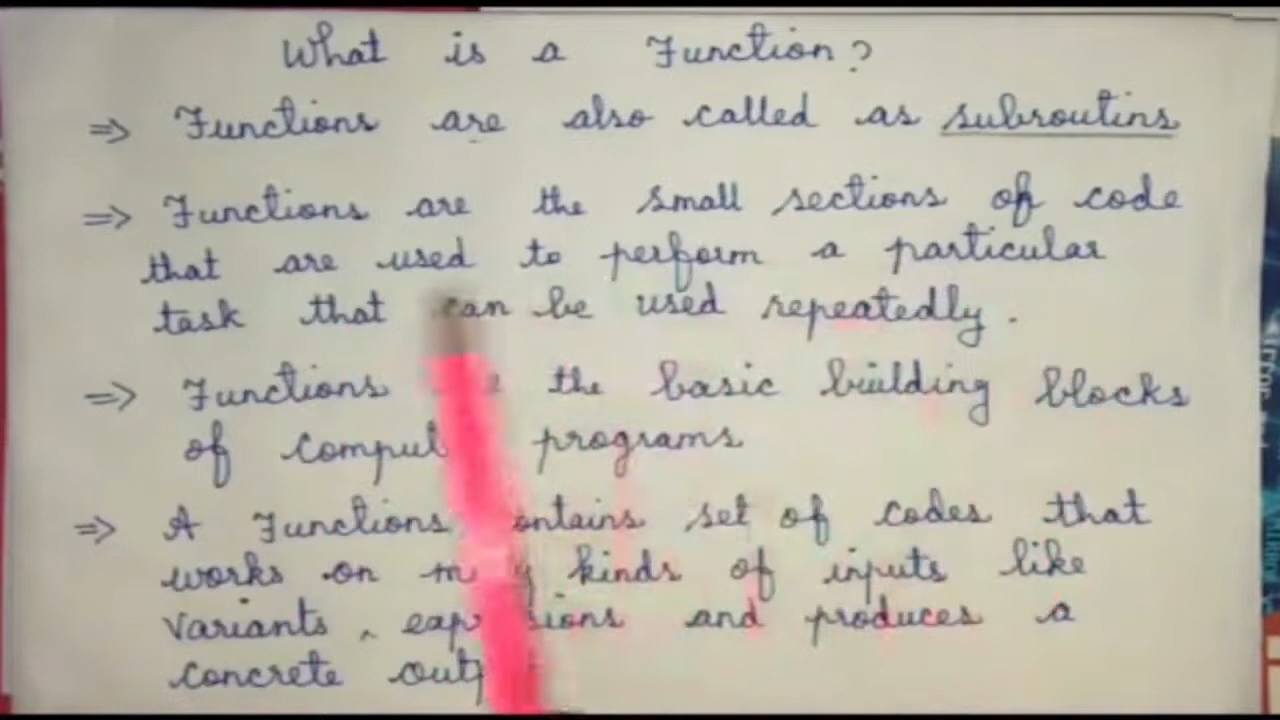 What is a Function?
⇒ Functions are also called as subroutins
⇒ Functions are the small sections of code
that are used to perform a particular
task that can be used repeatedly.
⇒ Functions the basic building blocks
of programs
⇒ A Functions contains set of codes that
works on kinds of inputs like
variants, and produces a
concrete